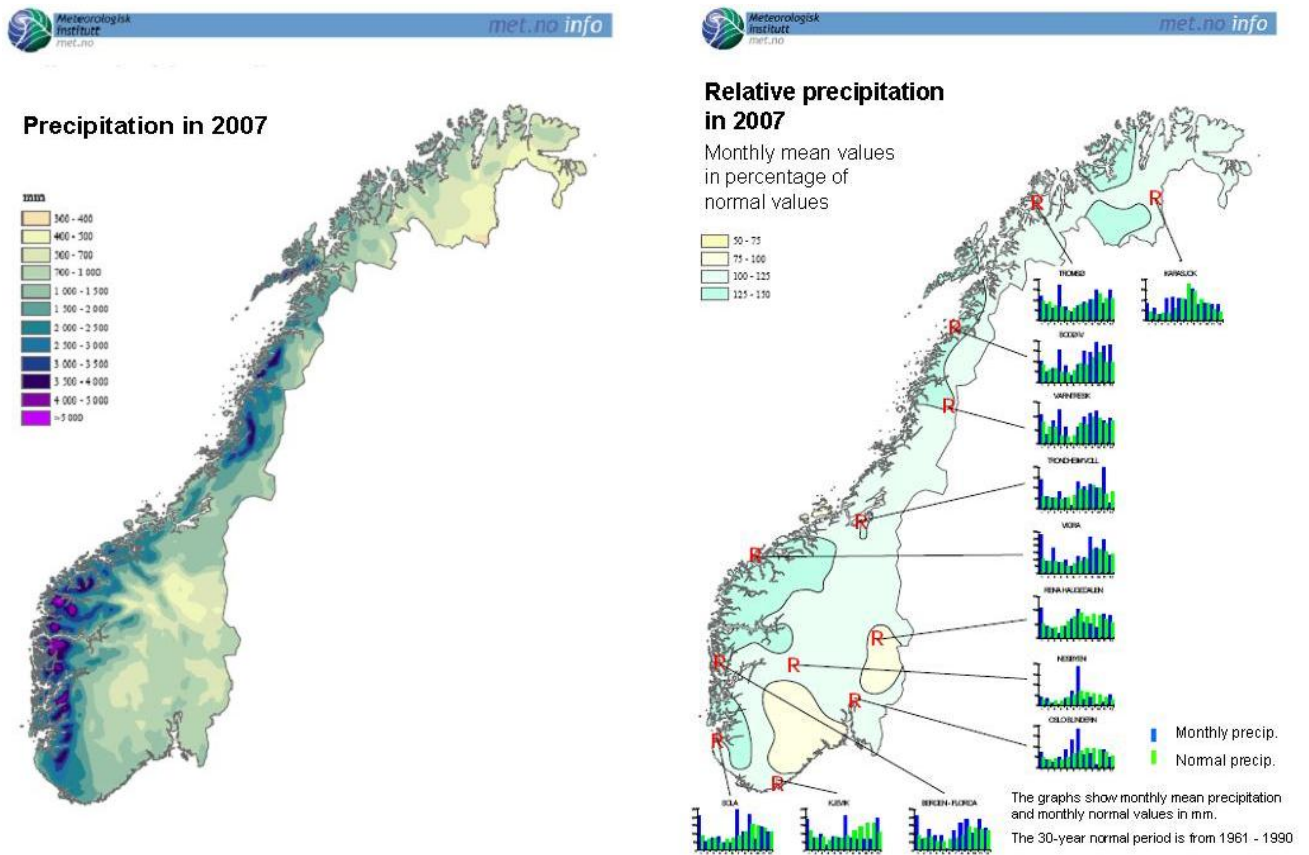 Meteorologisk
institutt
met.no
met.no info
Precipitation in 2007
mm
300 - 400
400 - 500
500 - 700
700 - 1 000
1 000 - 1 500
1 500 - 2 000
2 000 - 2 500
2 500 - 3 000
3 000 - 3 500
3 500 - 4 000
4 000 - 5 000
>5 000
Meteorologisk
institutt
met.no
met.no info
Relative precipitation
in 2007
Monthly mean values
in percentage of
normal values
50 - 75
75 - 100
100 - 125
125 - 150
R
R
R
R
R
R
R
R
R
R
R
R
TROMSØ
KARASJOK
BODØ IV
VARNTRESK
TRONDHEIM VOLL
VIGRA
RENA HAUGEDALEN
NESBYEN
OSLO BLINDERN
Monthly precip.
Normal precip.
SOLA
KJEVIK
BERGEN - FLORIDA
The graphs show monthly mean precipitation
and monthly normal values in mm.
The 30-year normal period is from 1961 - 1990